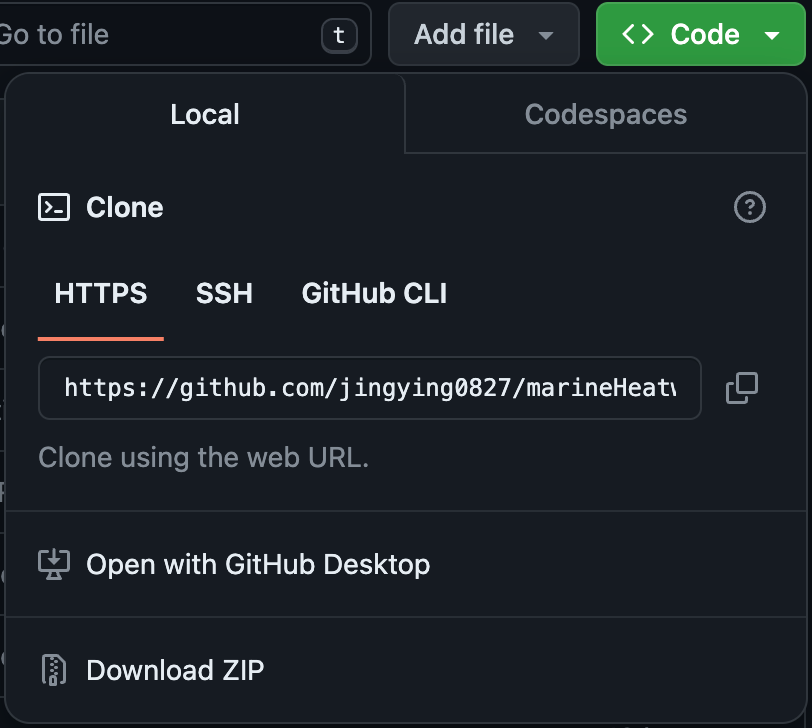 Go to file t Add file Code
Local Codespaces
Clone
HTTPS SSH GitHub CLI
https://github.com/jingying0827/marineHeat
Clone using the web URL.
Open with GitHub Desktop
Download ZIP